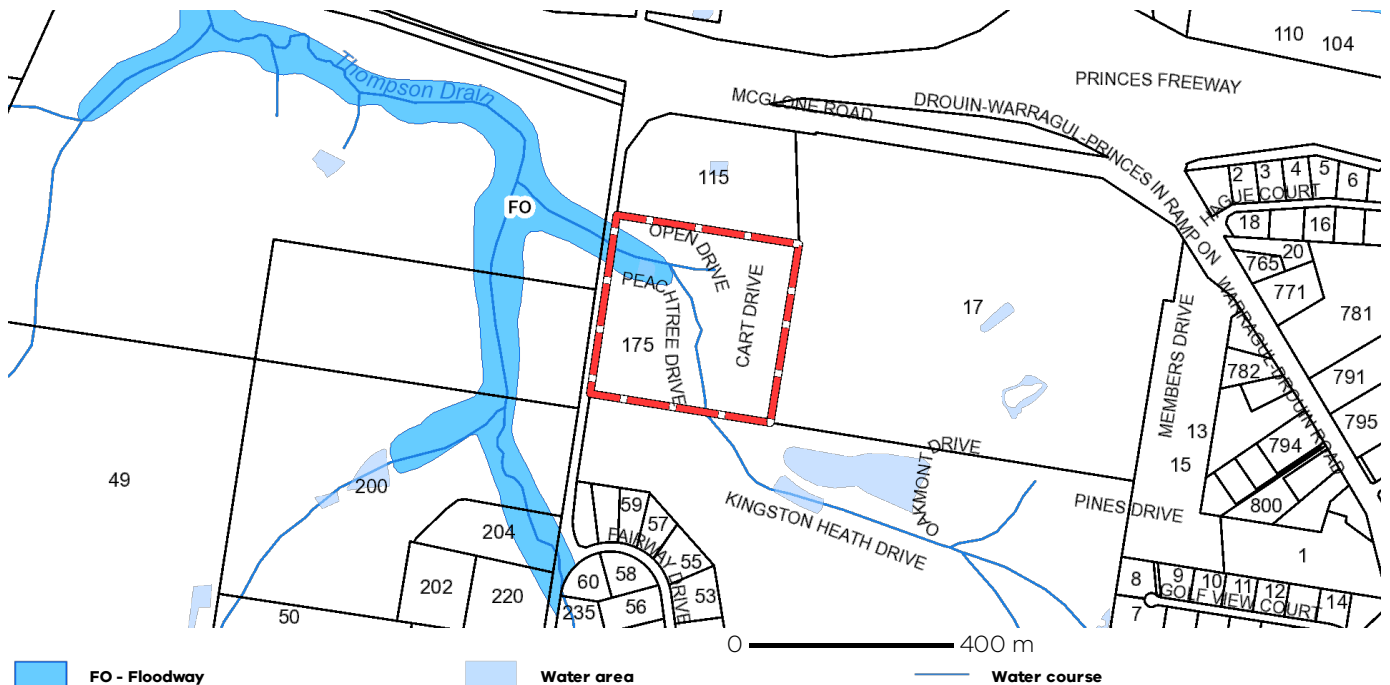 110
104
PRINCES FREEWAY
Thompson Drain
MCGLONE ROAD
DROUIN-WARRAGUL-PRINCES IN RAMP ON
115
2
3
4
5
6
HAGUE COURT
18
16
FO
OPEN DRIVE
20
765
771
PEACHTREE DRIVE
CART DRIVE
17
781
175
MEMBERS DRIVE
WARRAGUL-DROUIN ROAD
782
791
795
13
794
15
49
200
OAKMONT DRIVE
KINGSTON HEATH DRIVE
PINES DRIVE
800
59
57
204
FAIRWAY DRIVE
55
1
202
220
60
58
53
56
235
50
8
9
10
11
12
14
GOLF VIEW COURT
7
0 400 m
FO - Floodway
Water area
Water course